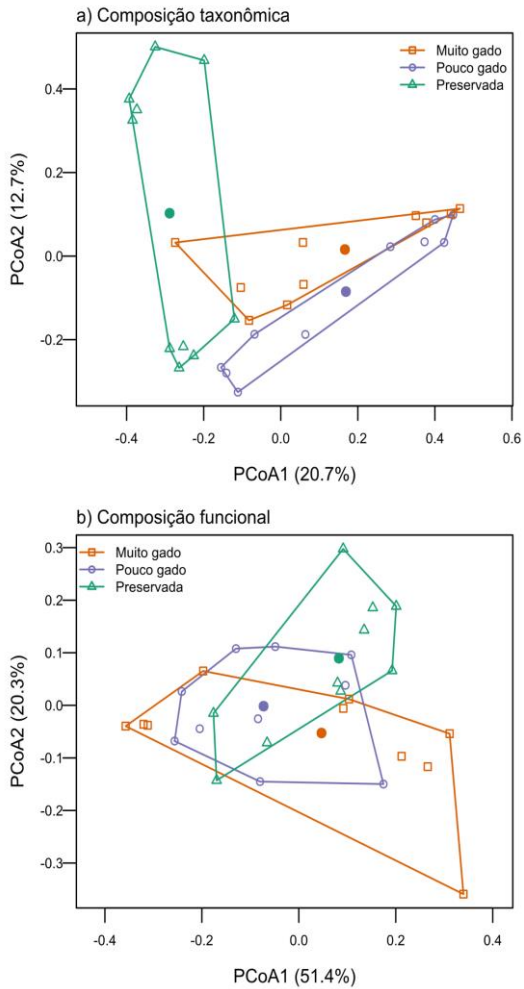 a) Composição taxonômica
Muito gado
Pouco gado
Preservada
0.4
0.2
0.0
-0.2
PCoA2 (12.7%)
-0.4
-0.2
0.0
0.2
0.4
0.6
PCoA1 (20.7%)
b) Composição funcional
Muito gado
Pouco gado
Preservada
0.3
0.2
0.1
0.0
-0.1
-0.2
-0.3
PCoA2 (20.3%)
-0.4
-0.2
0.0
0.2
0.4
PCoA1 (51.4%)